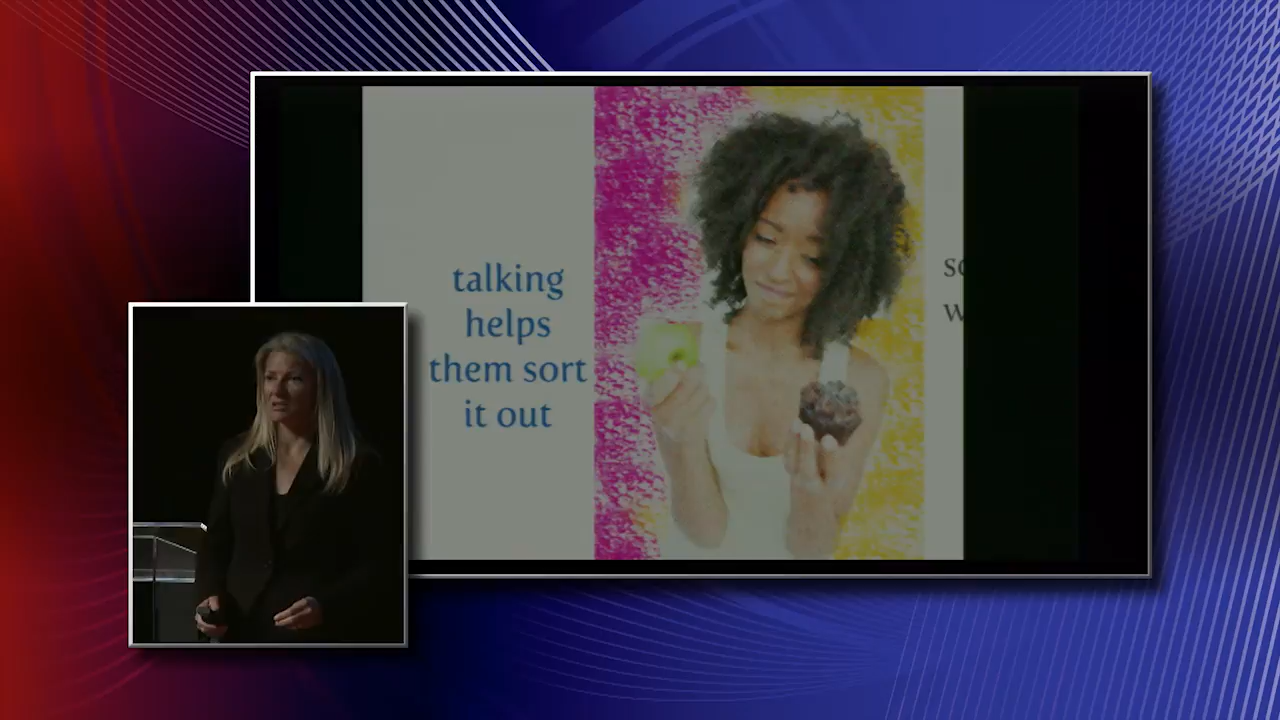 talking
helps
them sort
it out